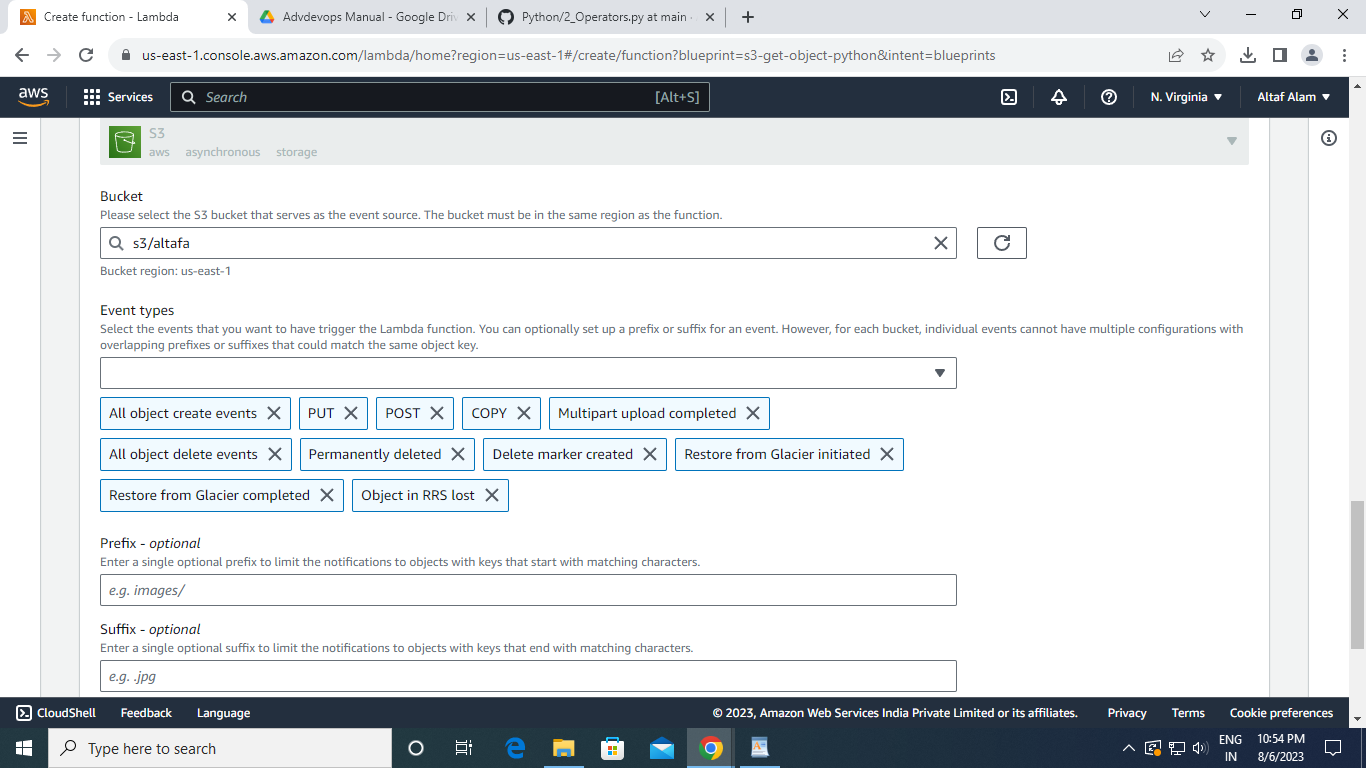 Create function - Lambda
Advdevops Manual - Google Driv
Python/2_Operators.py at main ·
us-east-1.console.aws.amazon.com/lambda/home?region=us-east-1#/create/function?blueprint=s3-get-object-python&intent=blueprints
aws
Services
Search
[Alt+S]
N. Virginia
Altaf Alam
S3
aws asynchronous storage
Bucket
Please select the S3 bucket that serves as the event source. The bucket must be in the same region as the function.
s3/altafa
Bucket region: us-east-1
Event types
Select the events that you want to have trigger the Lambda function. You can optionally set up a prefix or suffix for an event. However, for each bucket, individual events cannot have multiple configurations with
overlapping prefixes or suffixes that could match the same object key.
All object create events PUT POST COPY Multipart upload completed
All object delete events Permanently deleted Delete marker created Restore from Glacier initiated
Restore from Glacier completed Object in RRS lost
Prefix - optional
Enter a single optional prefix to limit the notifications to objects with keys that start with matching characters.
e.g. images/
Suffix - optional
Enter a single optional suffix to limit the notifications to objects with keys that end with matching characters.
e.g. .jpg
CloudShell Feedback Language © 2023, Amazon Web Services India Private Limited or its affiliates. Privacy Terms Cookie preferences
Type here to search
ENG
IN
10:54 PM
8/6/2023